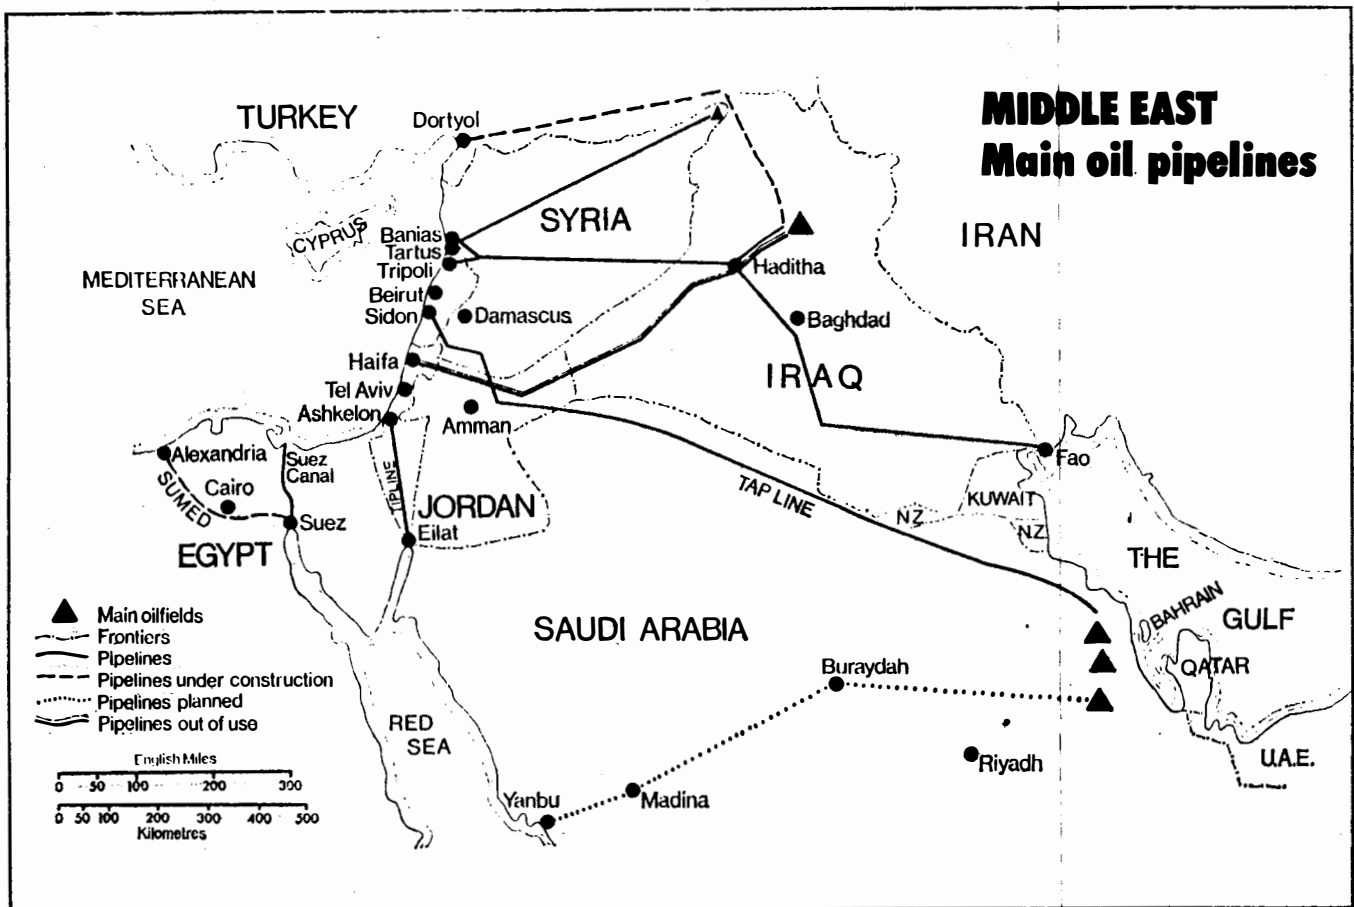 MIDDLE EAST
Main oil pipelines
TURKEY
Dortyol
SYRIA
IRAN
CYPRUS
Banias
Tartus
Tripoli
Haditha
MEDITERRANEAN
SEA
Beirut
Sidon
Damascus
Baghdad
Haifa
IRAQ
Tel Aviv
Ashkelon
Amman
Alexandria
Suez
Canal
Fao
TIPLINE
SUMED
Cairo
TAP LINE
KUWAIT
JORDAN
NZ
Suez
Eilat
NZ
EGYPT
THE
GULF
BAHRAIN
QATAR
SAUDI ARABIA
Main oilfields
Frontiers
Pipelines
Pipelines under construction
Pipelines planned
Pipelines out of use
Buraydah
RED
SEA
U.A.E.
Riyadh
English Miles
0 50 100 200 300
Yanbu
Madina
0 50 100 200 300 400 500
Kilometres